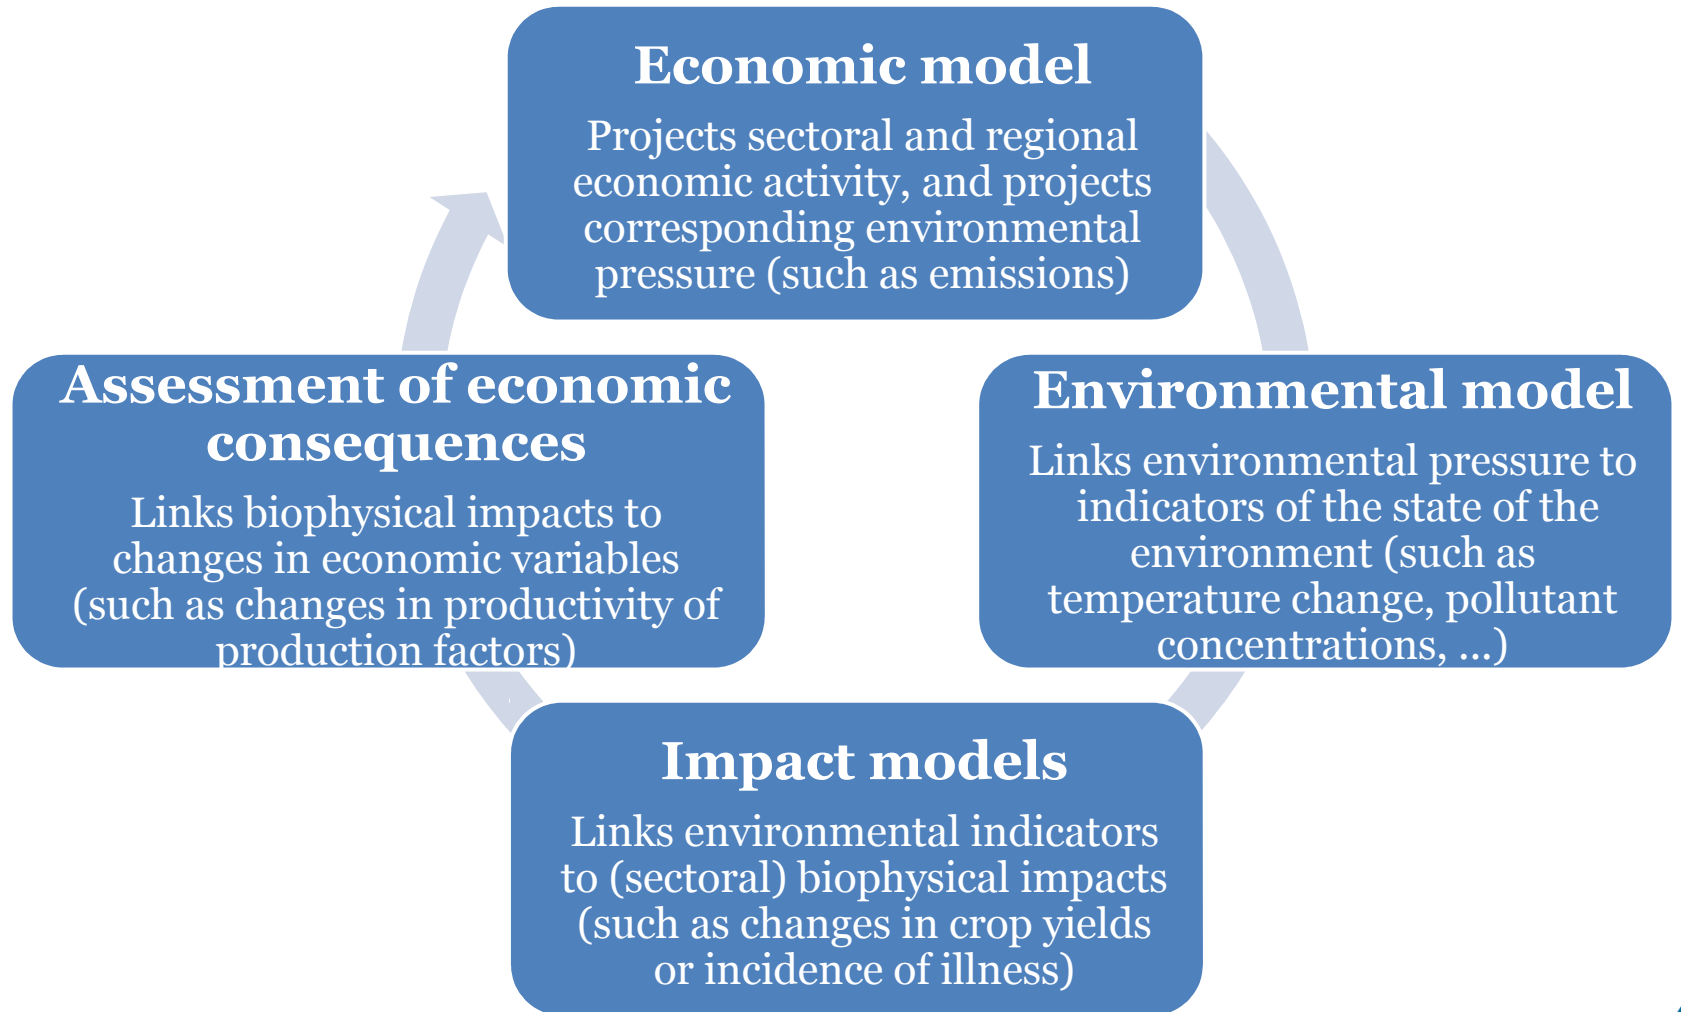 Economic model
Projects sectoral and regional
economic activity, and projects
corresponding environmental
pressure (such as emissions)
Assessment of economic
consequences
Links biophysical impacts to
changes in economic variables
(such as changes in productivity of
production factors)
Environmental model
Links environmental pressure to
indicators of the state of the
environment (such as
temperature change, pollutant
concentrations, ...)
Impact models
Links environmental indicators
to (sectoral) biophysical impacts
(such as changes in crop yields
or incidence of illness)